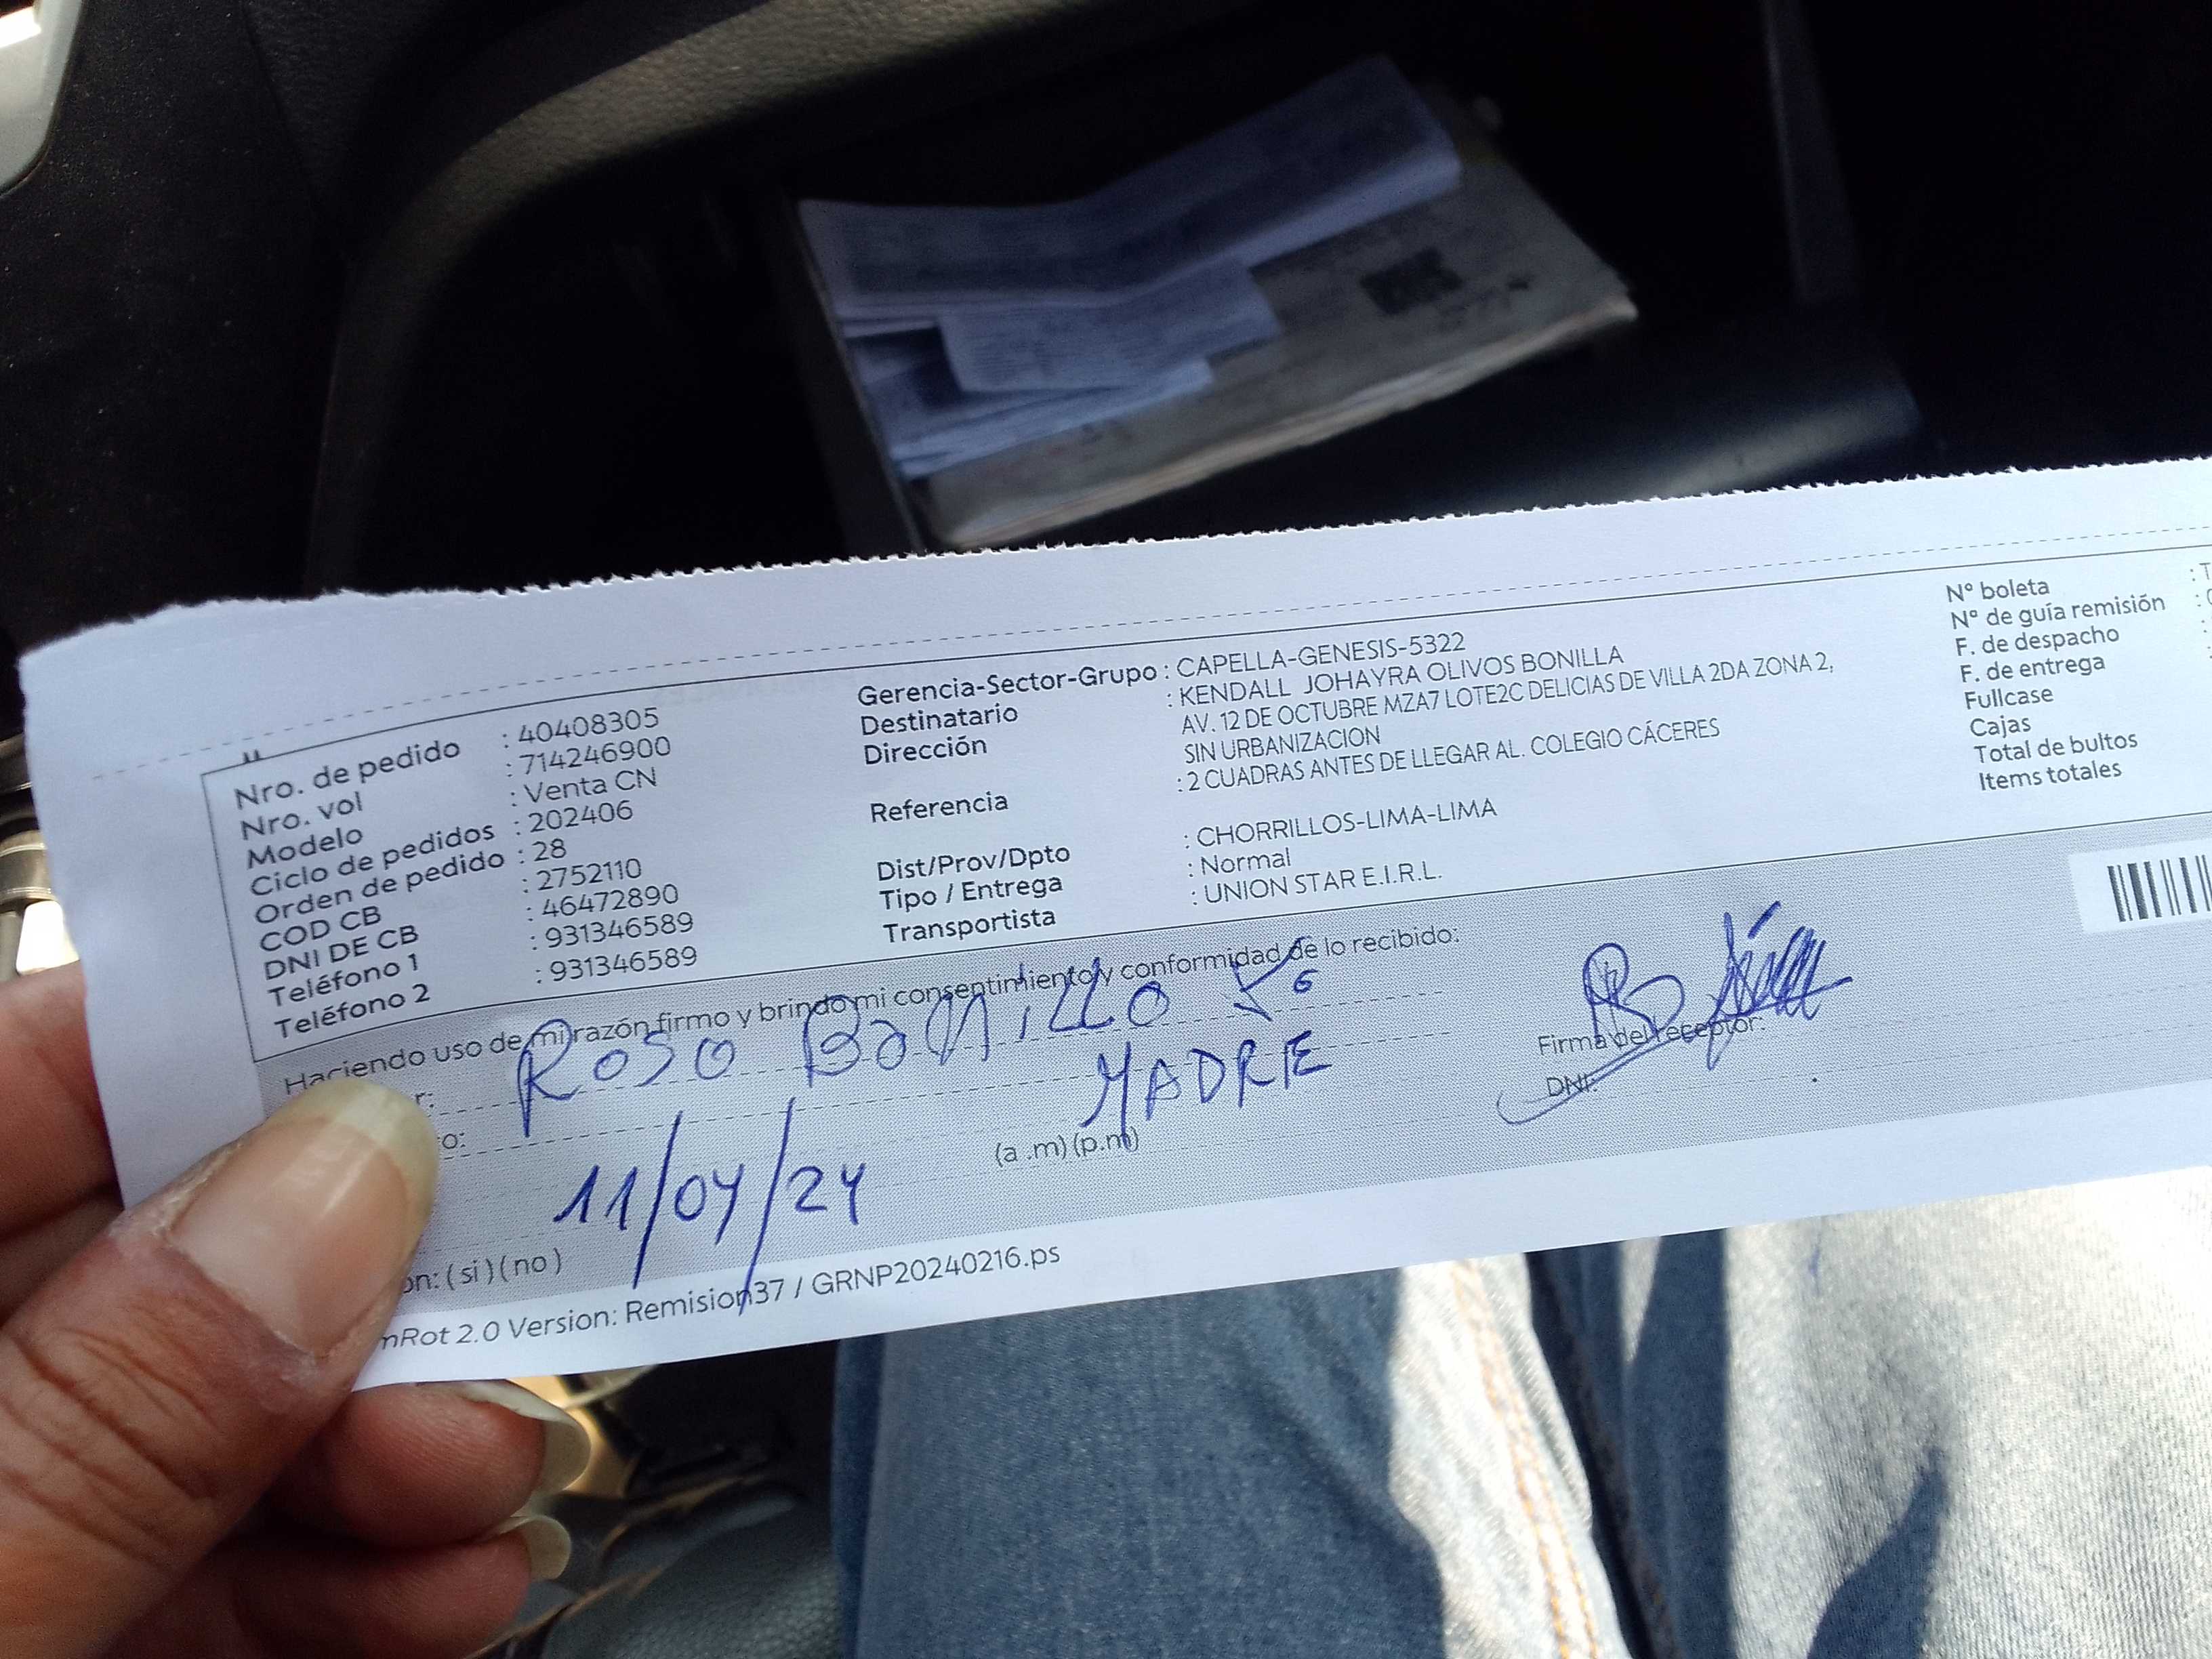 Nro. de pedido : 40408305
Nro. vol : 714246900
Modelo : Venta CN
Ciclo de pedidos : 202406
Orden de pedido : 28
COD CB : 2752110
DNI DE CB : 46472890
Teléfono 1 : 931346589
Teléfono 2 : 931346589
Gerencia-Sector-Grupo : CAPELLA-GENESIS-5322
Destinatario : KENDALL JOHAYRA OLIVOS BONILLA
Dirección AV. 12 DE OCTUBRE MZA7 LOTE2C DELICIAS DE VILLA 2DA ZONA 2,
SIN URBANIZACION
Referencia : 2 CUADRAS ANTES DE LLEGAR AL. COLEGIO CÁCERES
Dist/Prov/Dpto : CHORRILLOS-LIMA-LIMA
Tipo / Entrega : Normal
Transportista : UNION STAR E.I.R.L.
Nº boleta : T
Nº de guía remisión :
F. de despacho :
F. de entrega :
Fullcase
Cajas
Total de bultos
Items totales
Haciendo uso de mi razón firmo y brindo mi consentimiento y conformidad de lo recibido:
r: ROSO BONILLO
o: MADRE
11/04/24 (a .m) (p.m)
Firma del receptor:
DNI:
ón: ( si ) ( no )
nRot 2.0 Version: Remision37 / GRNP20240216.ps